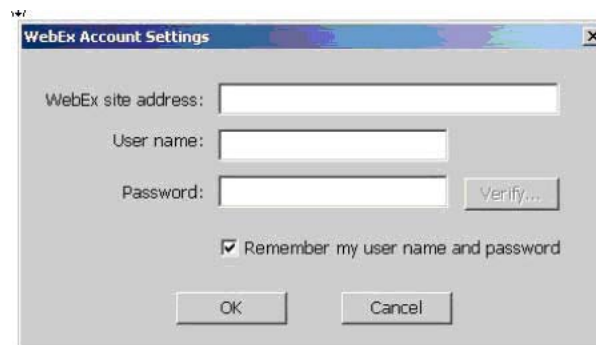 WebEx Account Settings
WebEx site address:
User name:
Password:
Verify...
Remember my user name and password
OK
Cancel